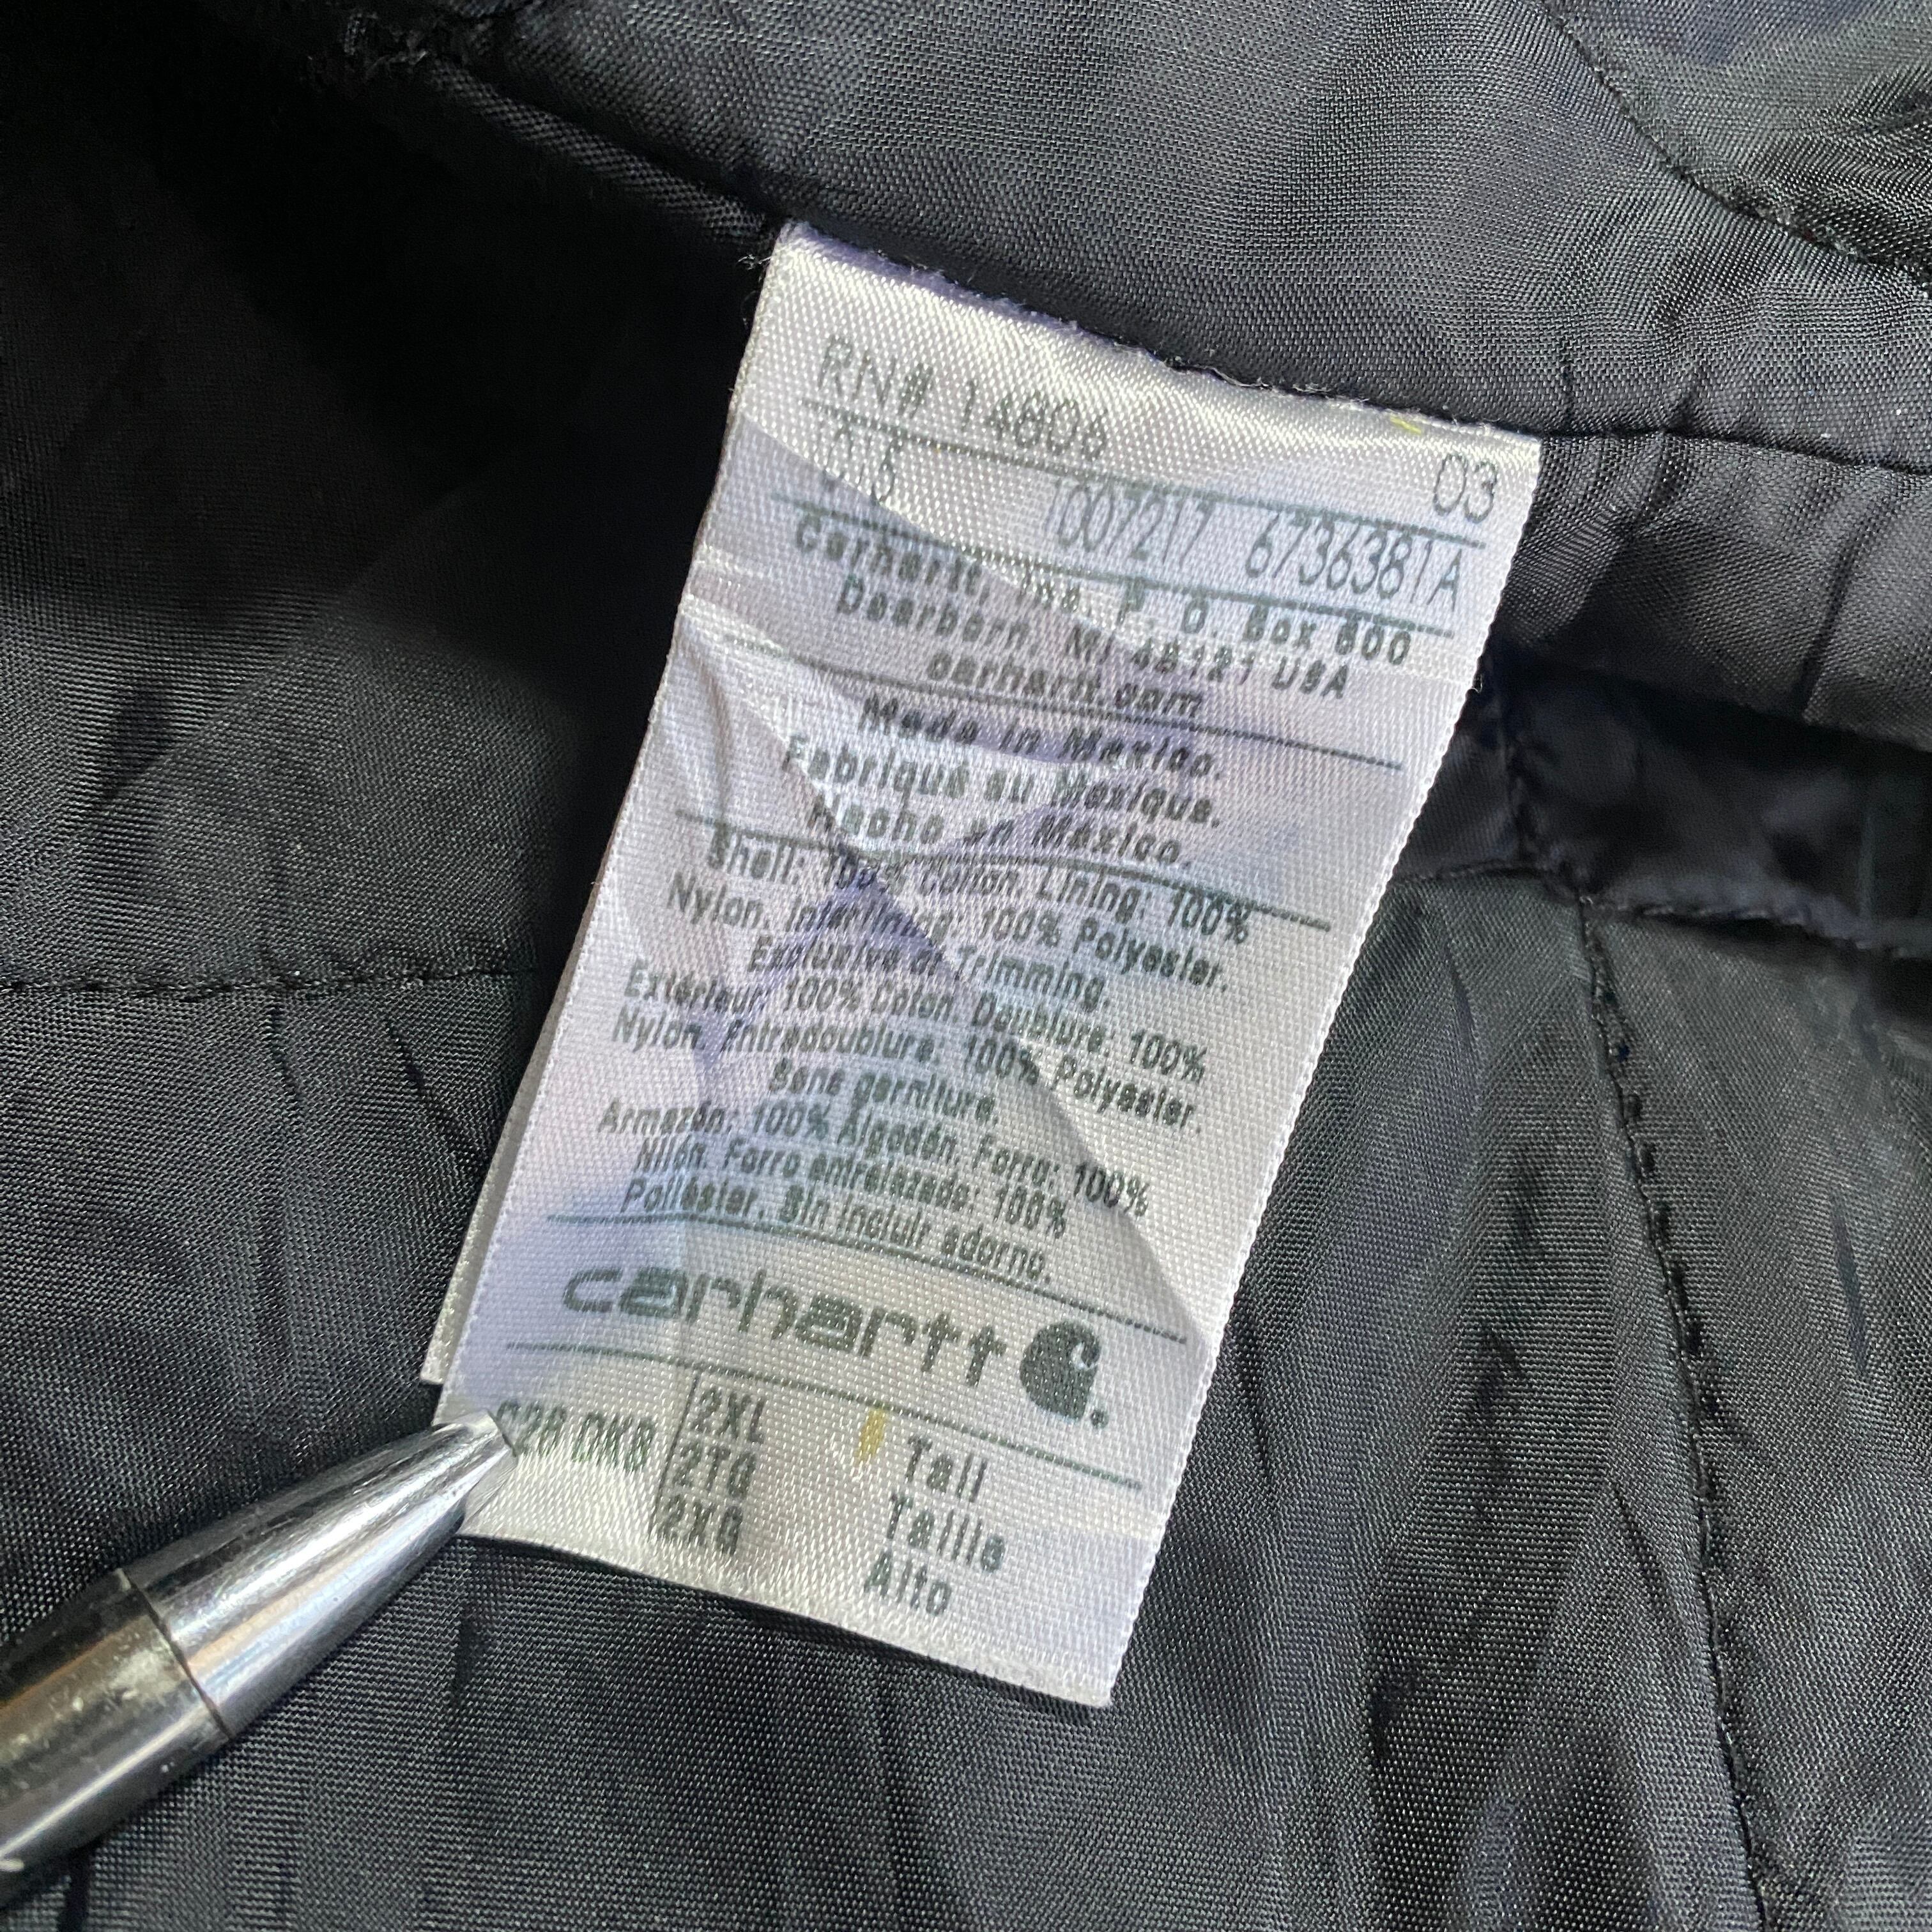 RN# 14806
03
015 1007217 6736381A
Carhartt, Inc. P. O. Box 600
Dearborn, MI 48121 USA
carhartt.com
Made in Mexico.
Fabriqué au Mexique.
Hecho en México.
Shell: 100% Cotton. Lining: 100%
Nylon. Interlining: 100% Polyester.
Exclusive of Trimming.
Extérieur: 100% Coton. Doublure: 100%
Nylon. Entredoublure: 100% Polyester.
Sans garniture.
Armazón: 100% Algodón. Forro: 100%
Nilón. Forro entrelazado: 100%
Poliéster. Sin incluir adorno.
carhartt
DKB
2XL Tall
2TG Taille
2XG Alto